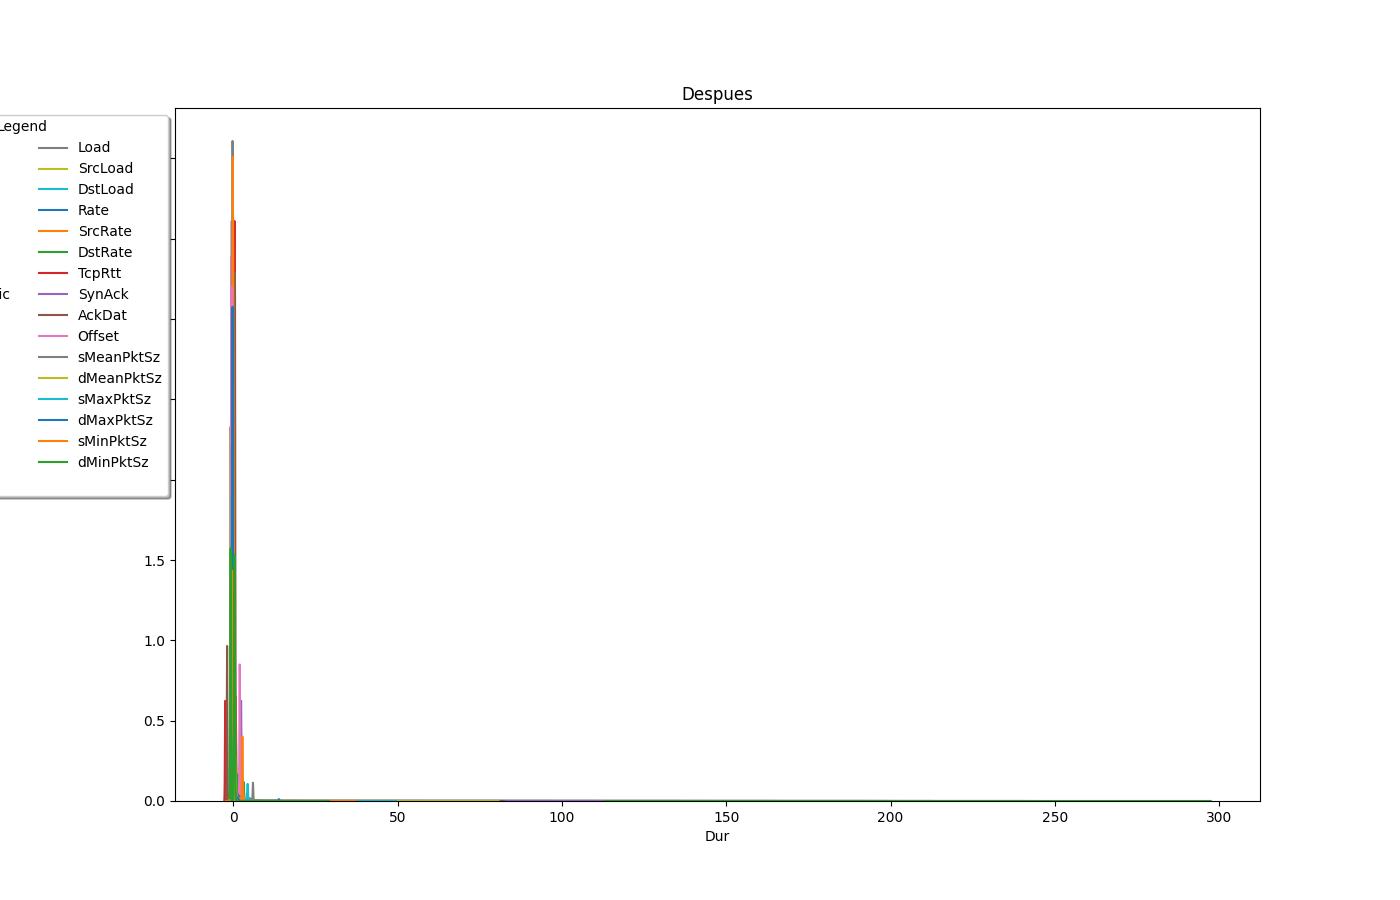 Despues
Legend
Load
SrcLoad
DstLoad
Rate
SrcRate
DstRate
TcpRtt
ic SynAck
AckDat
Offset
sMeanPktSz
dMeanPktSz
sMaxPktSz
dMaxPktSz
sMinPktSz
dMinPktSz
1.5
1.0
0.5
0.0
0 50 100 150 200 250 300
Dur